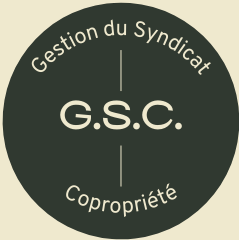 Gestion du Syndicat
G.S.C.
Copropriété